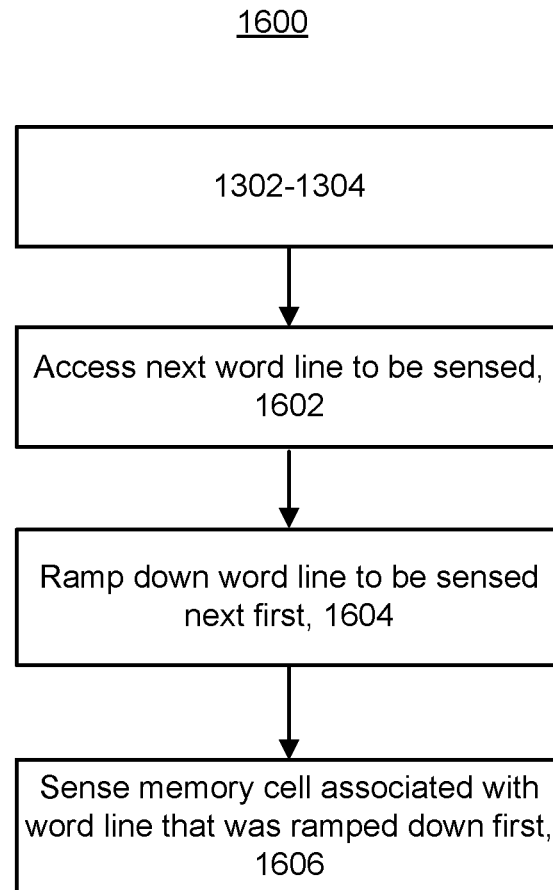 1600
1302-1304
Access next word line to be sensed,
1602
Ramp down word line to be sensed
next first, 1604
Sense memory cell associated with
word line that was ramped down first,
1606